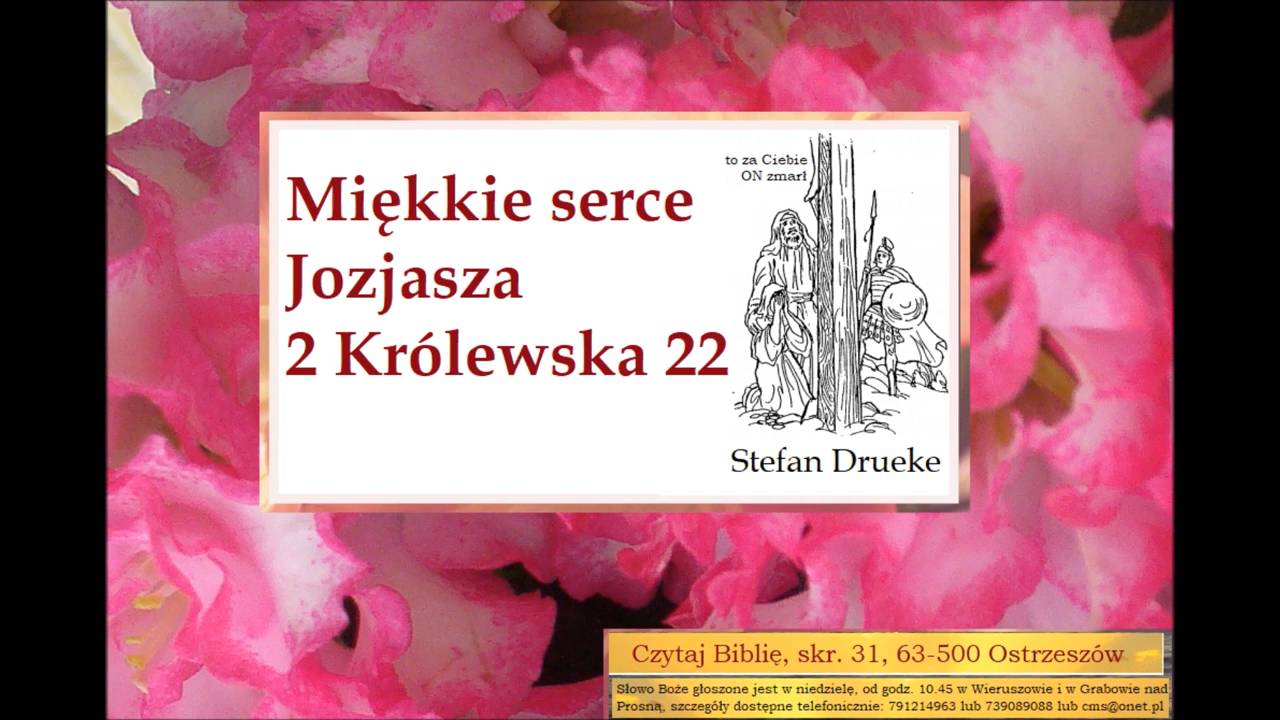 Miękkie serce
Jozjasza
2 Królewska 22
to za Ciebie
ON zmarł
Stefan Drueke
Czytaj Biblię, skr. 31, 63-500 Ostrzeszów
Słowo Boże głoszone jest w niedzielę, od godz. 10.45 w Wieruszowie i w Grabowie nad
Prosną, szczegóły dostępne telefonicznie: 791214963 lub 739089088 lub cms@onet.pl